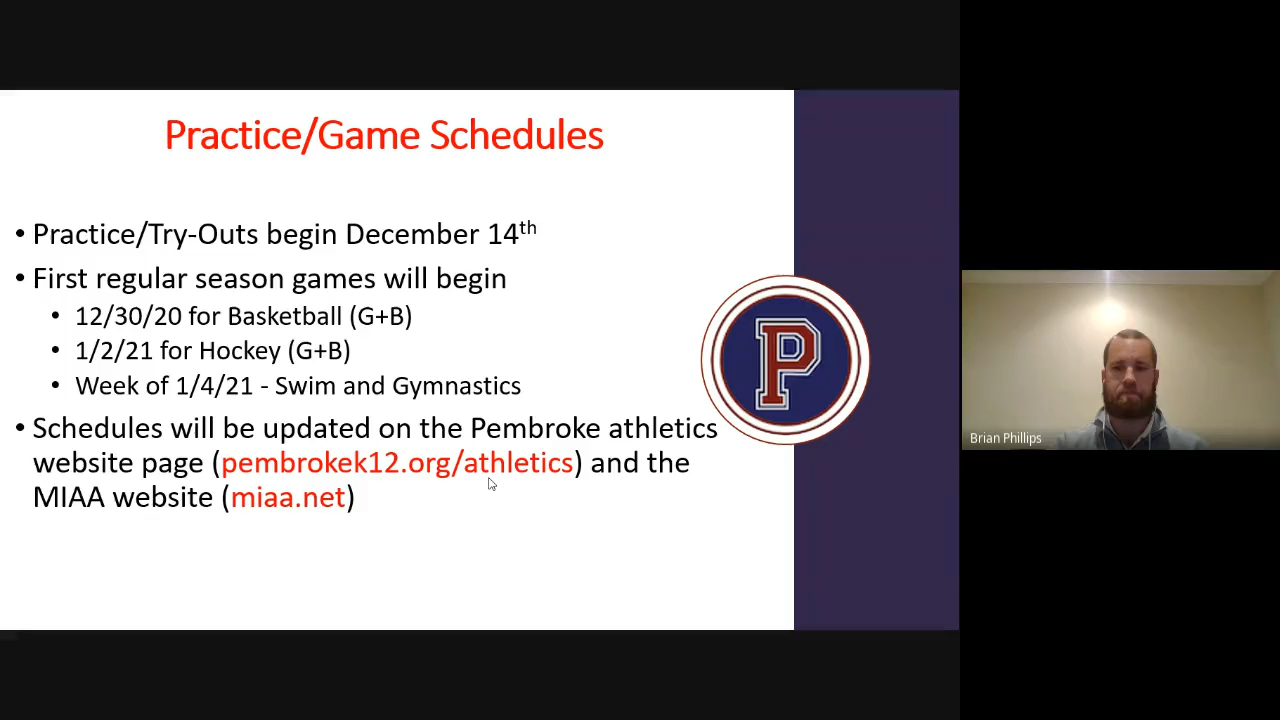 Practice/Game Schedules
• Practice/Try-Outs begin December 14th
• First regular season games will begin
• 12/30/20 for Basketball (G+B)
• 1/2/21 for Hockey (G+B)
• Week of 1/4/21 - Swim and Gymnastics
• Schedules will be updated on the Pembroke athletics
website page (pembrokek12.org/athletics) and the
MIAA website (miaa.net)
P
Brian Phillips